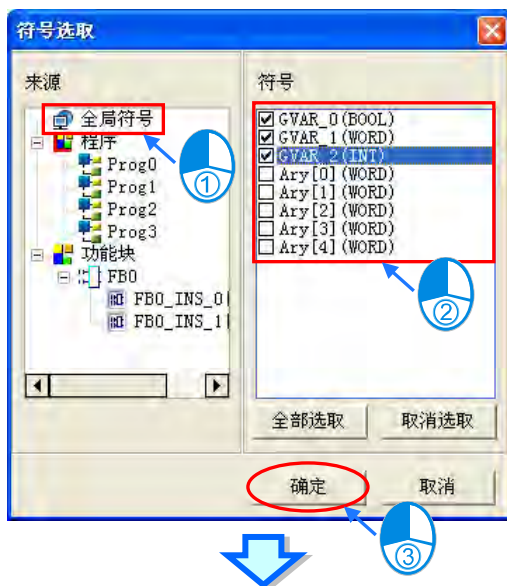 符号选取
来源
全局符号
程序
Prog0
Prog1
Prog2
Prog3
功能块
FB0
FB0_INS_0(
FB0_INS_1(
①
符号
GVAR_0(BOOL)
GVAR_1(WORD)
GVAR_2(INT)
Ary[0](WORD)
Ary[1](WORD)
Ary[2](WORD)
Ary[3](WORD)
Ary[4](WORD)
②
全部选取 取消选取
确定 取消
③